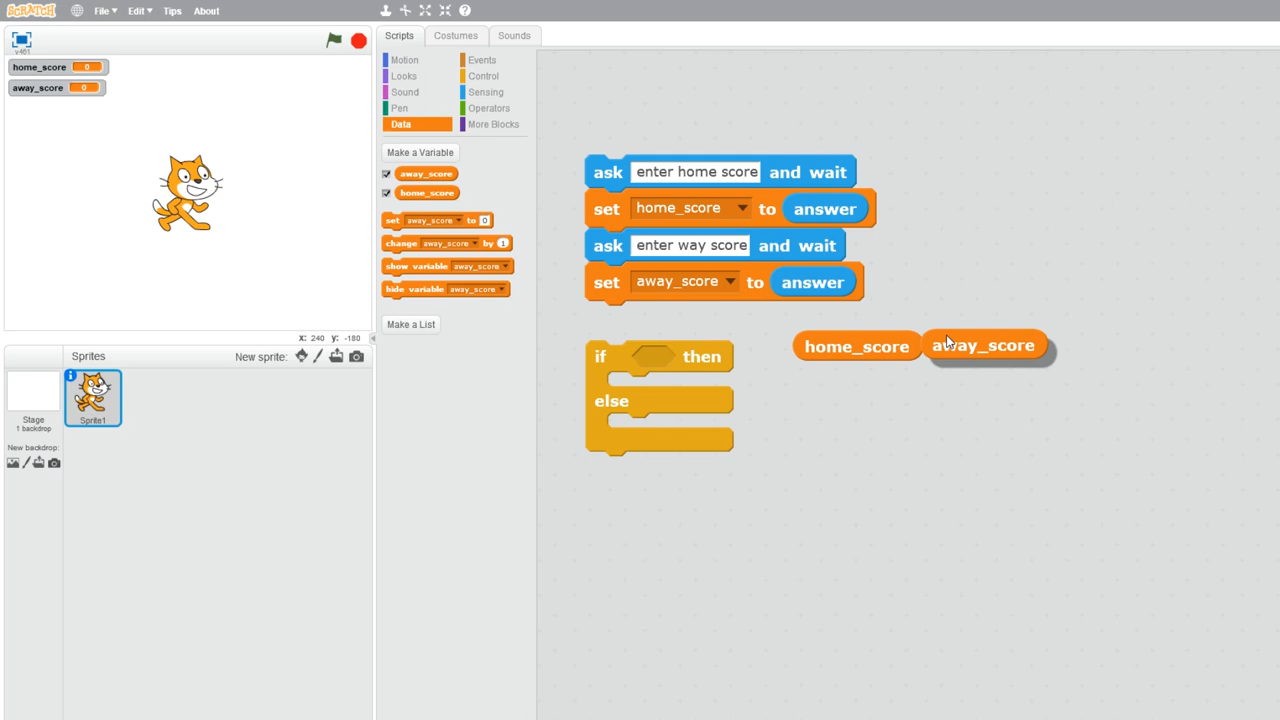 SCRATCH File Edit Tips About
v461
home_score 0
away_score 0
X: 240 y: -180
Sprites New sprite:
Stage
1 backdrop
New backdrop:
Sprite1
Scripts Costumes Sounds
Motion Events
Looks Control
Sound Sensing
Pen Operators
Data More Blocks
Make a Variable
away_score
home_score
set away_score to 0
change away_score by 1
show variable away_score
hide variable away_score
Make a List
ask enter home score and wait
set home_score to answer
ask enter way score and wait
set away_score to answer
if then
else
home_score away_score